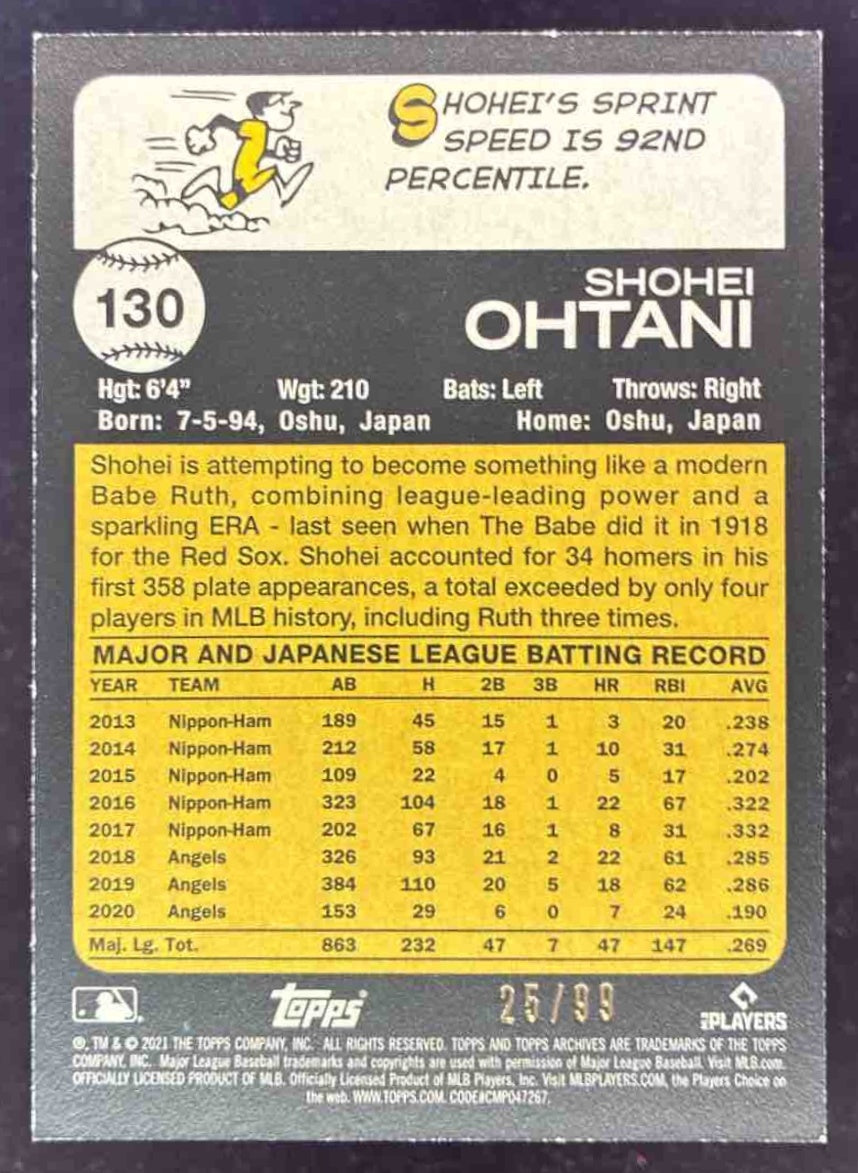 SHOHEI'S SPRINT
SPEED IS 92ND
PERCENTILE.
130
SHOHEI
OHTANI
Hgt: 6'4" Wgt: 210 Bats: Left Throws: Right
Born: 7-5-94, Oshu, Japan Home: Oshu, Japan
Shohei is attempting to become something like a modern
Babe Ruth, combining league-leading power and a
sparkling ERA - last seen when The Babe did it in 1918
for the Red Sox. Shohei accounted for 34 homers in his
first 358 plate appearances, a total exceeded by only four
players in MLB history, including Ruth three times.
MAJOR AND JAPANESE LEAGUE BATTING RECORD
YEAR TEAM AB H 2B 3B HR RBI AVG
2013 Nippon-Ham 189 45 15 1 3 20 .238
2014 Nippon-Ham 212 58 17 1 10 31 .274
2015 Nippon-Ham 109 22 4 0 5 17 .202
2016 Nippon-Ham 323 104 18 1 22 67 .322
2017 Nippon-Ham 202 67 16 1 8 31 .332
2018 Angels 326 93 21 2 22 61 .285
2019 Angels 384 110 20 5 18 62 .286
2020 Angels 153 29 6 0 7 24 .190
Maj. Lg. Tot. 863 232 47 7 47 147 .269
Topps 25/99 PLAYERS
®, TM & © 2021 THE TOPPS COMPANY, INC. ALL RIGHTS RESERVED. TOPPS AND TOPPS ARCHIVES ARE TRADEMARKS OF THE TOPPS
COMPANY, INC. Major League Baseball trademarks and copyrights are used with permission of Major League Baseball. Visit MLB.com.
OFFICIALLY LICENSED PRODUCT OF MLB. Officially Licensed Product of MLB Players, Inc. Visit MLBPLAYERS.COM, the Players Choice on
the web. WWW.TOPPS.COM. CODE#CMP047267.